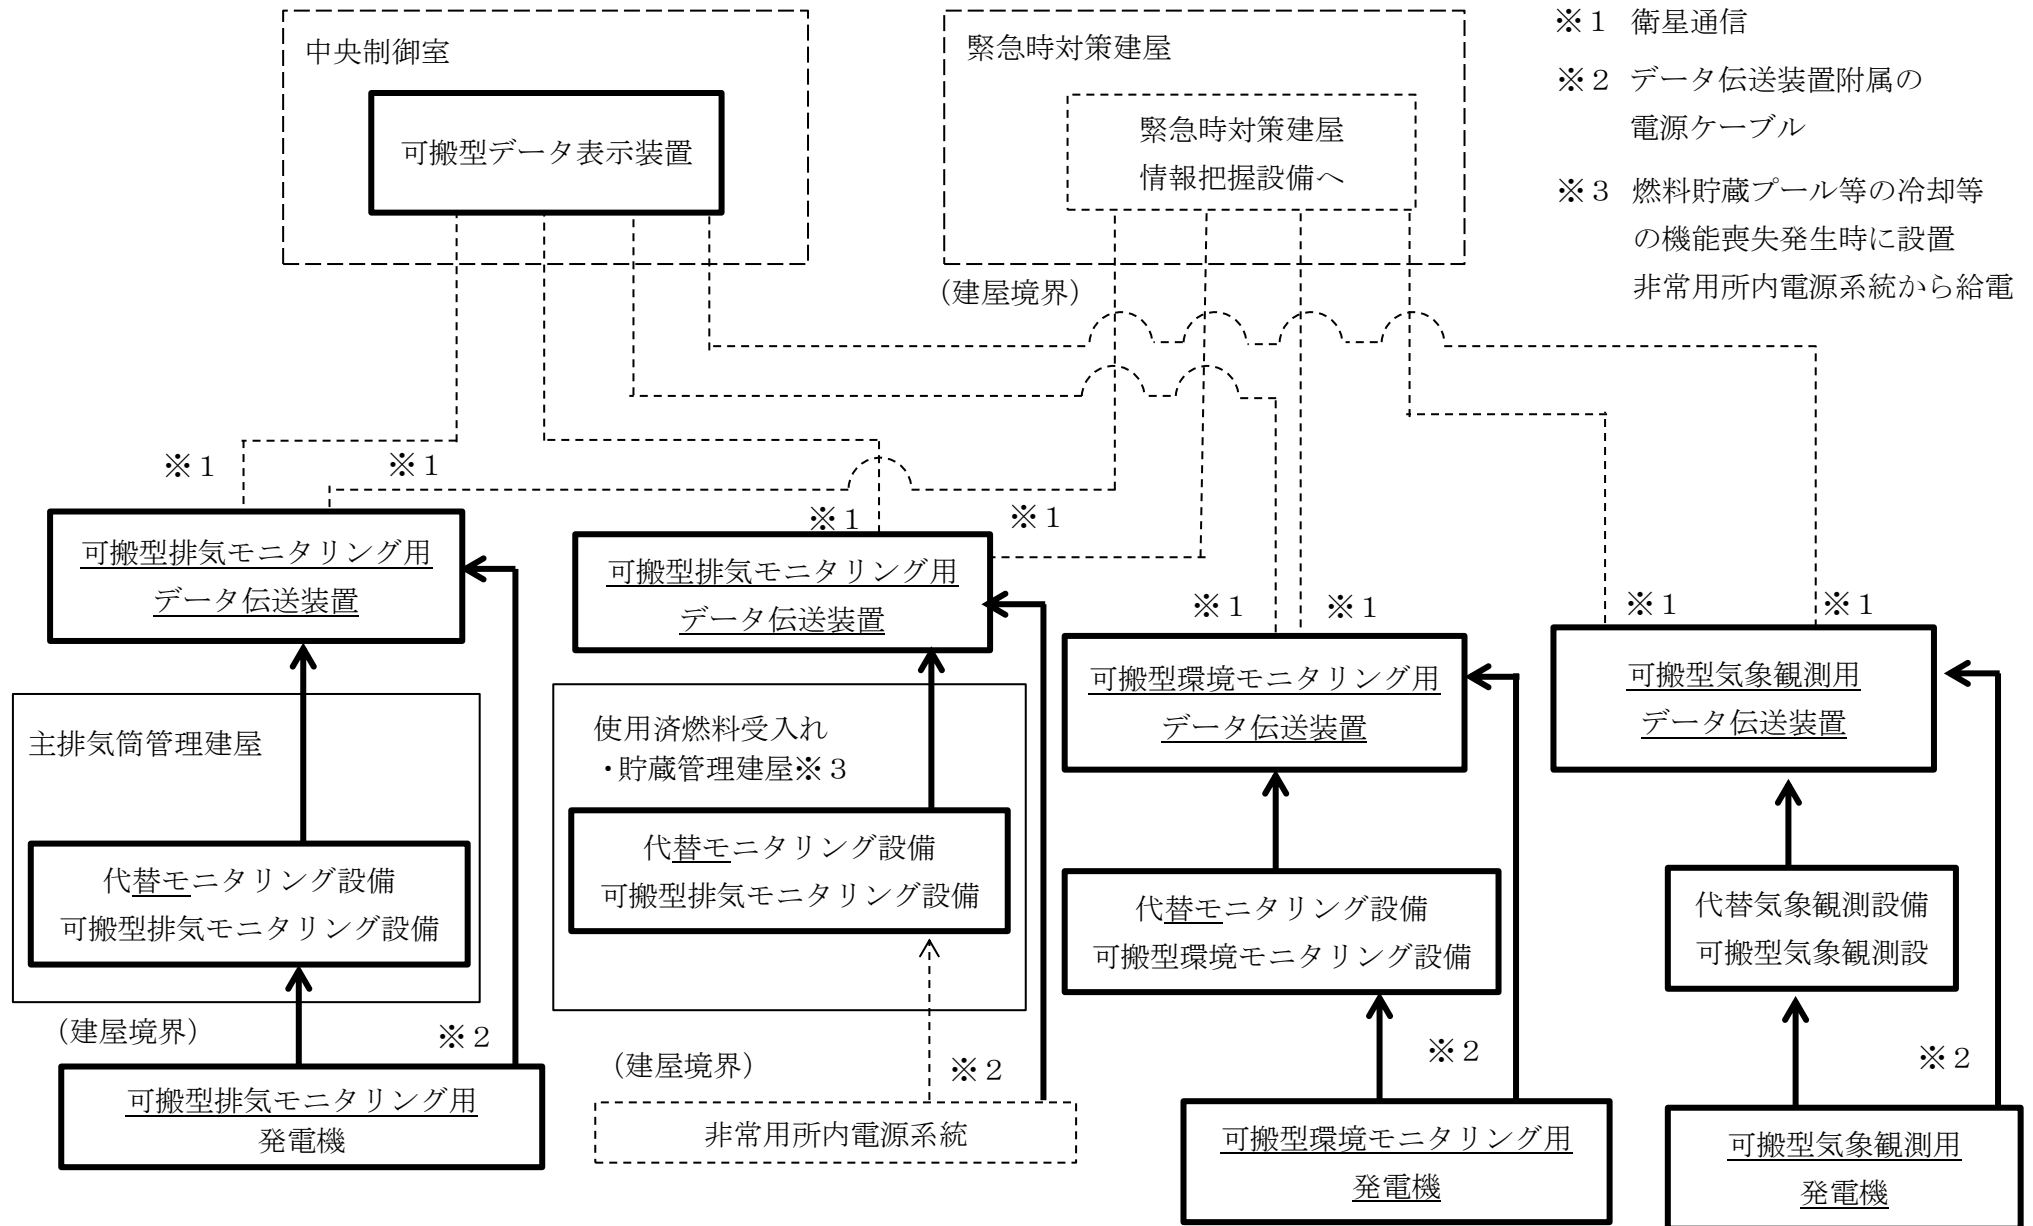 中央制御室
可搬型データ表示装置
緊急時対策建屋
緊急時対策建屋
情報把握設備へ
(建屋境界)
※１ 衛星通信
※２ データ伝送装置附属の
電源ケーブル
※３ 燃料貯蔵プール等の冷却等
の機能喪失発生時に設置
非常用所内電源系統から給電
※１
※１
※１
※１
※１
※１
※１
※１
可搬型排気モニタリング用
データ伝送装置
主排気筒管理建屋
代替モニタリング設備
可搬型排気モニタリング設備
(建屋境界)
※２
可搬型排気モニタリング用
発電機
可搬型排気モニタリング用
データ伝送装置
使用済燃料受入れ
・貯蔵管理建屋※３
代替モニタリング設備
可搬型排気モニタリング設備
(建屋境界)
※２
非常用所内電源系統
可搬型環境モニタリング用
データ伝送装置
代替モニタリング設備
可搬型環境モニタリング設備
※２
可搬型環境モニタリング用
発電機
可搬型気象観測用
データ伝送装置
代替気象観測設備
可搬型気象観測設
※２
可搬型気象観測用
発電機